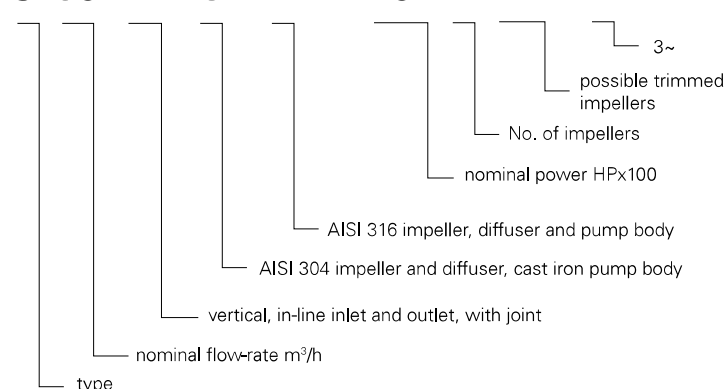 3~
possible trimmed
impellers
No. of impellers
nominal power HPx100
AISI 316 impeller, diffuser and pump body
AISI 304 impeller and diffuser, cast iron pump body
vertical, in-line inlet and outlet, with joint
nominal flow-rate m³/h
type